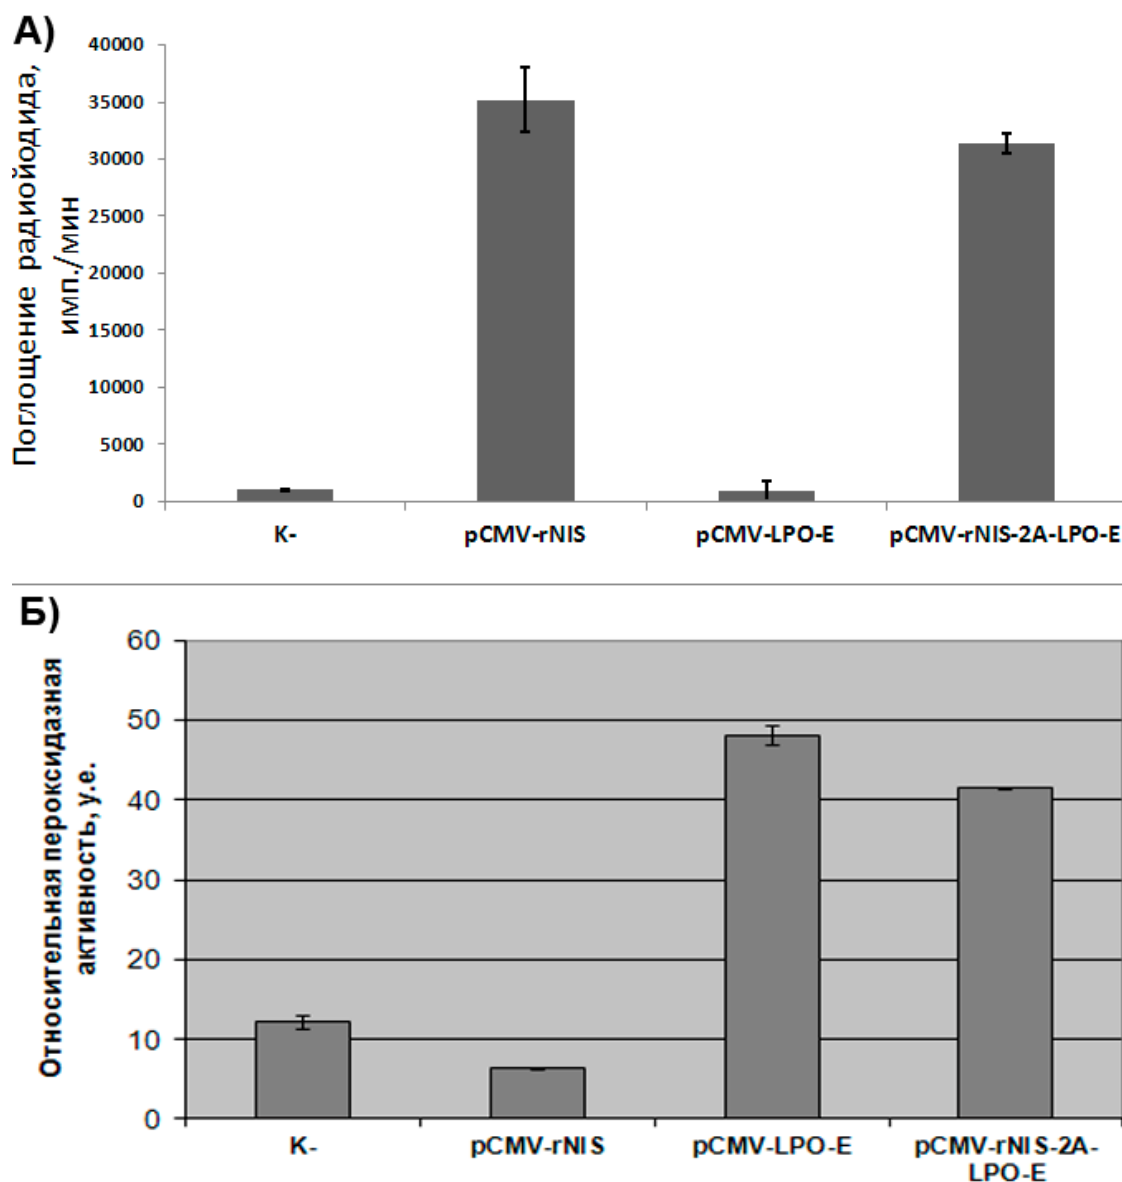 А)
Поглощение радиойодида,
имп./мин
40000
35000
30000
25000
20000
15000
10000
5000
0
К-
pCMV-rNIS
pCMV-LPO-E
pCMV-rNIS-2A-LPO-E
Б)
Относительная пероксидазная
активность, у.е.
60
50
40
30
20
10
0
К-
pCMV-rNIS
pCMV-LPO-E
pCMV-rNIS-2A-
LPO-E